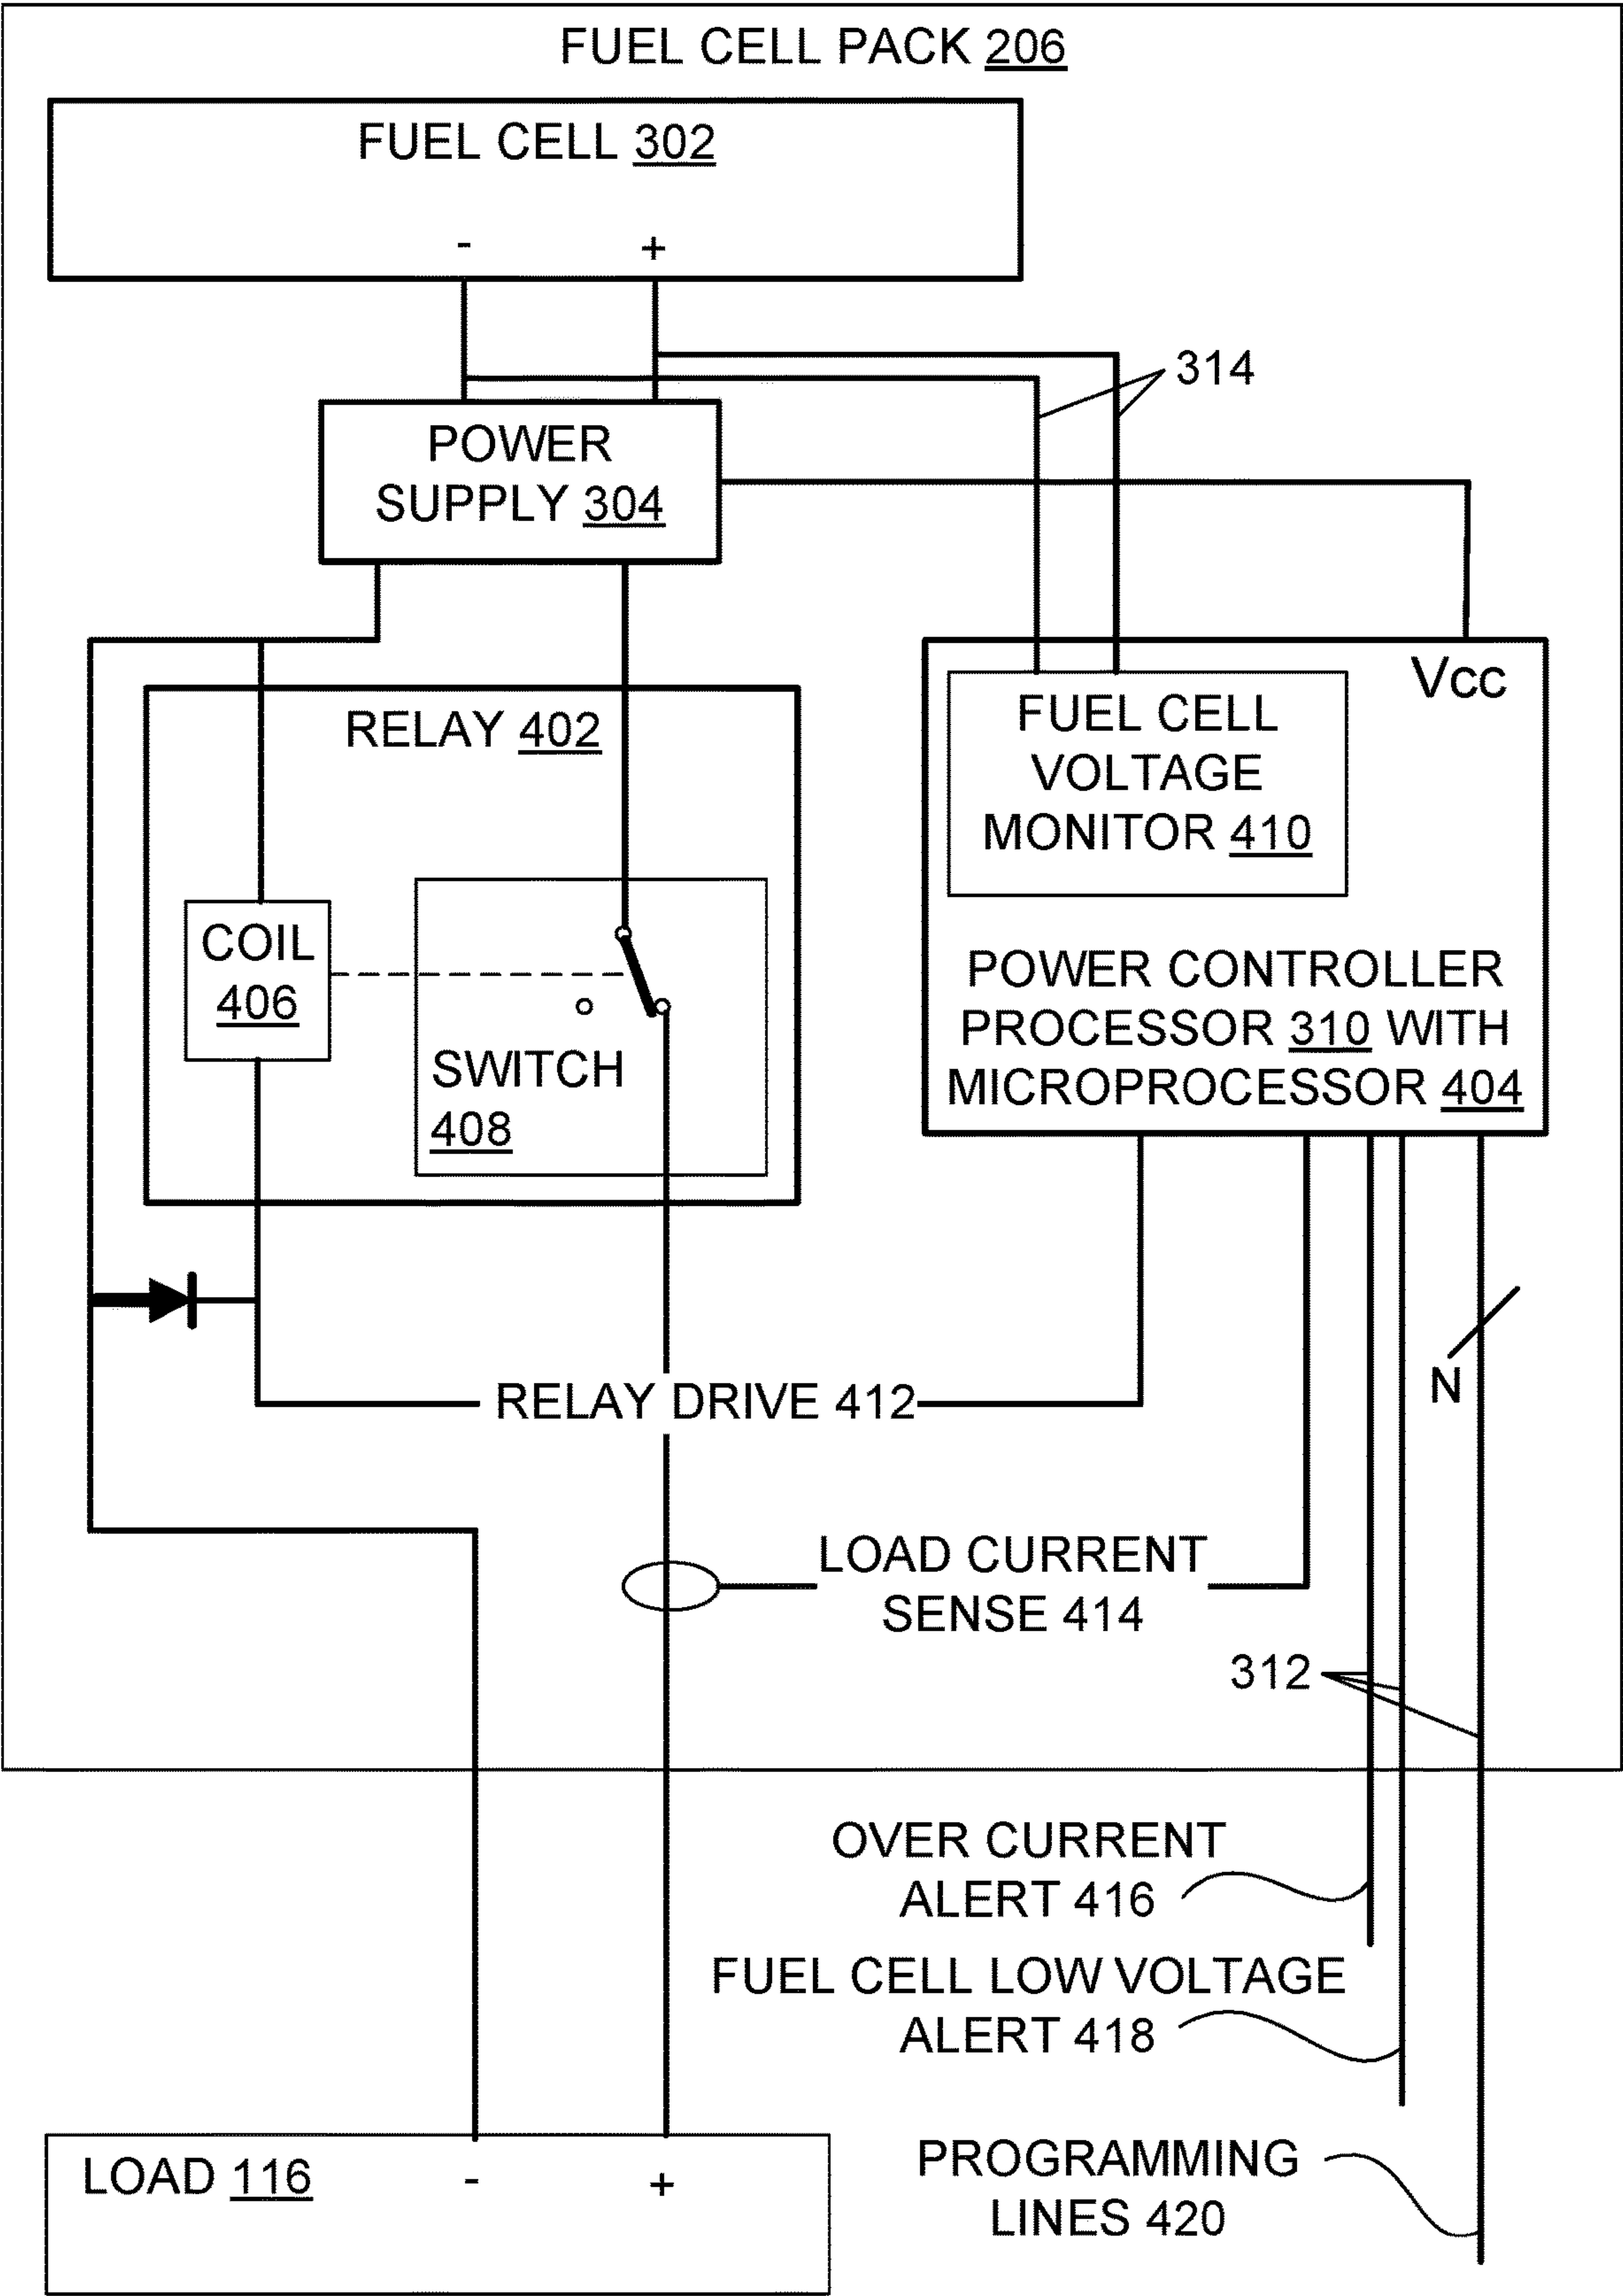 FUEL CELL PACK 206
FUEL CELL 302
- +
314
POWER
SUPPLY 304
Vcc
RELAY 402
FUEL CELL
VOLTAGE
MONITOR 410
COIL
406
SWITCH
408
POWER CONTROLLER
PROCESSOR 310 WITH
MICROPROCESSOR 404
N
RELAY DRIVE 412
LOAD CURRENT
SENSE 414
312
OVER CURRENT
ALERT 416
FUEL CELL LOW VOLTAGE
ALERT 418
PROGRAMMING
LINES 420
LOAD 116 - +